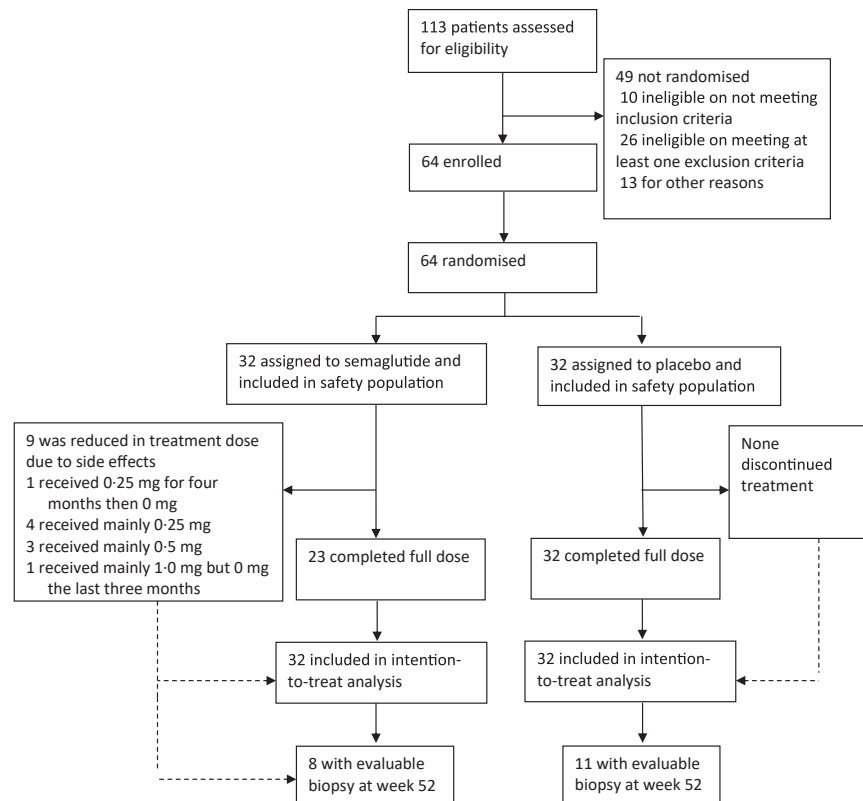 113 patients assessed
for eligibility
49 not randomised
10 ineligible on not meeting
inclusion criteria
26 ineligible on meeting at
least one exclusion criteria
13 for other reasons
64 enrolled
64 randomised
32 assigned to semaglutide and
included in safety population
32 assigned to placebo and
included in safety population
9 was reduced in treatment dose
due to side effects
1 received 0·25 mg for four
months then 0 mg
4 received mainly 0·25 mg
3 received mainly 0·5 mg
1 received mainly 1·0 mg but 0 mg
the last three months
None
discontinued
treatment
23 completed full dose
32 completed full dose
32 included in intention-
to-treat analysis
32 included in intention-
to-treat analysis
8 with evaluable
biopsy at week 52
11 with evaluable
biopsy at week 52